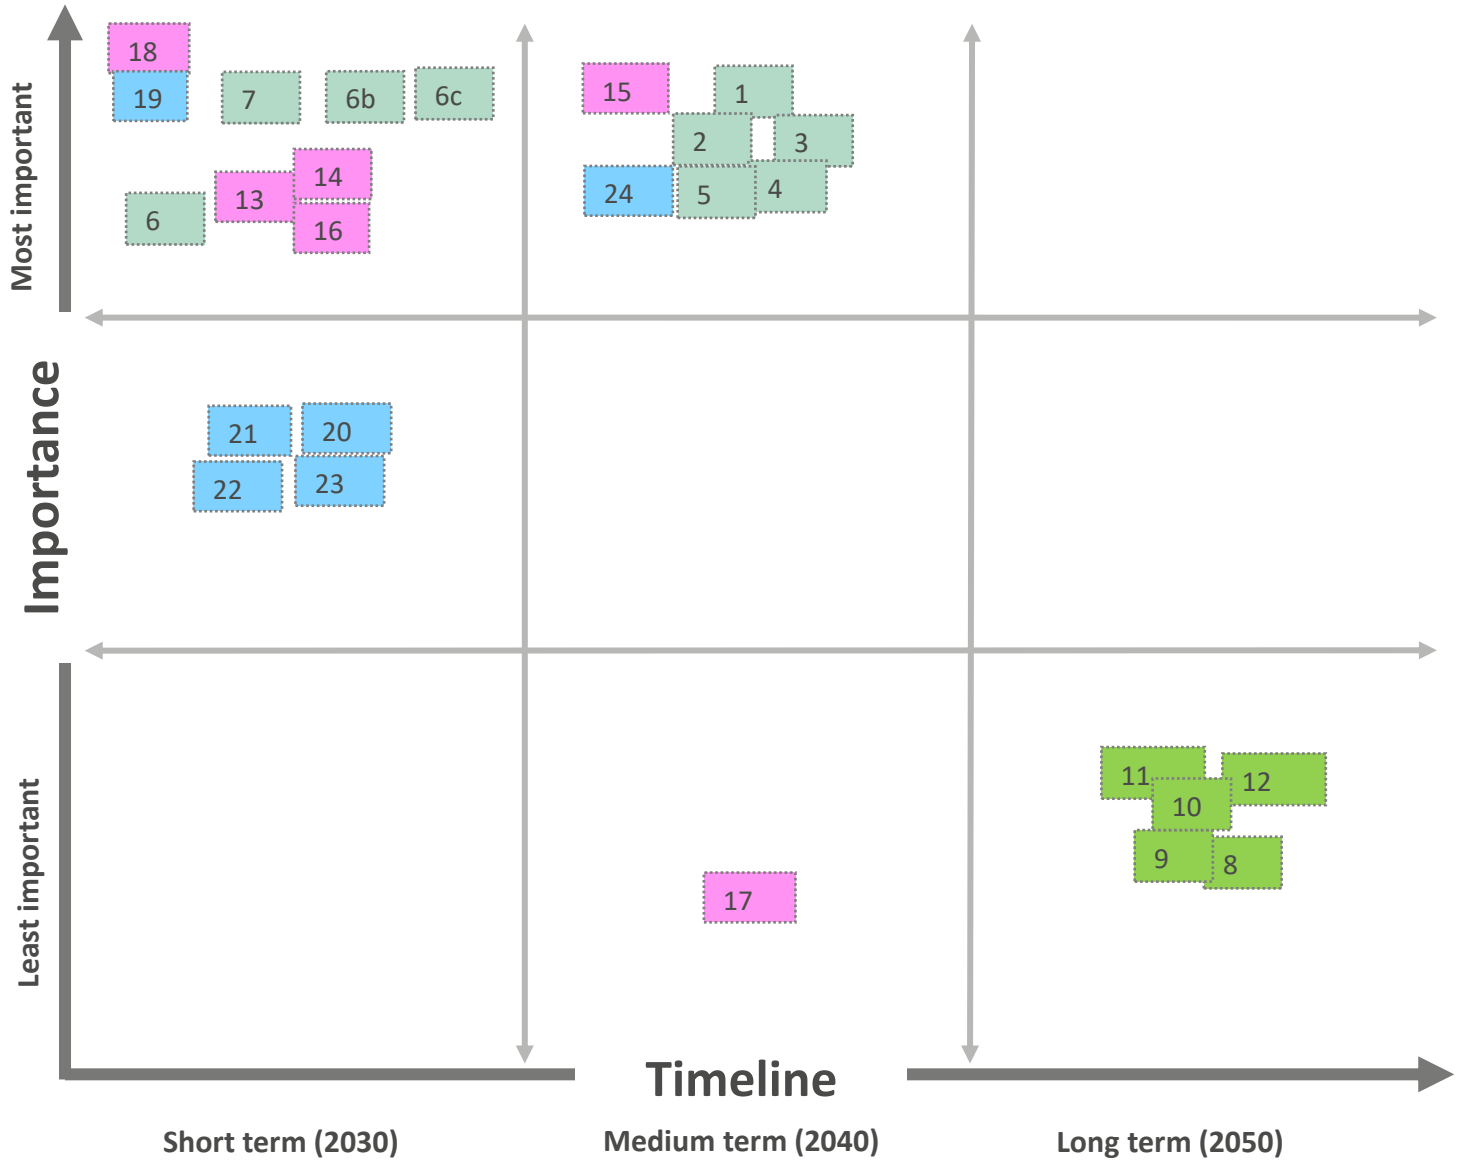 Most important
Importance
Least important
18
19
7
6b
6c
6
13
14
16
15
1
2
3
24
5
4
21
20
22
23
17
11
12
10
9
8
Timeline
Short term (2030)
Medium term (2040)
Long term (2050)